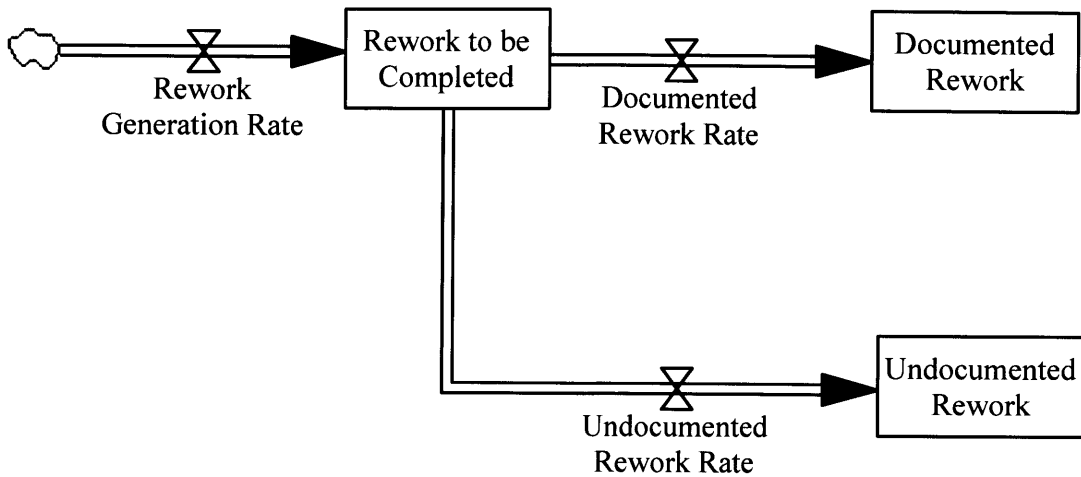 Rework to be
Completed
Documented
Rework
Rework
Generation Rate
Documented
Rework Rate
Undocumented
Rework
Undocumented
Rework Rate